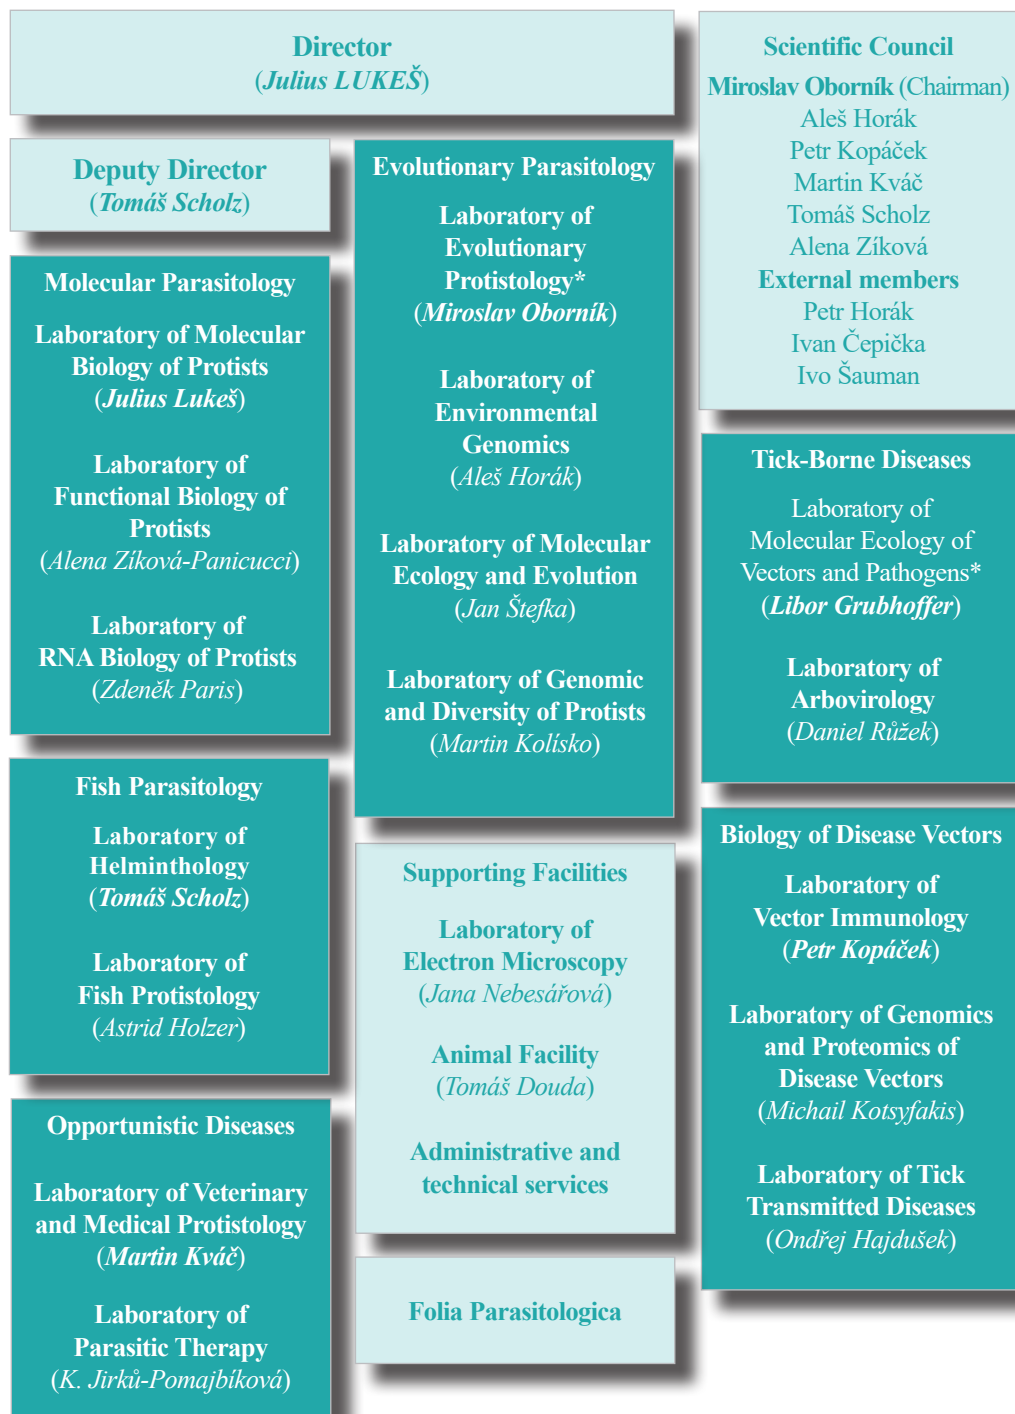 Director
(Julius LUKEŠ)
Deputy Director
(Tomáš Scholz)
Molecular Parasitology
Laboratory of Molecular
Biology of Protists
(Julius Lukeš)
Laboratory of
Functional Biology of
Protists
(Alena Zíková-Panicucci)
Laboratory of
RNA Biology of Protists
(Zdeněk Paris)
Fish Parasitology
Laboratory of
Helminthology
(Tomáš Scholz)
Laboratory of
Fish Protistology
(Astrid Holzer)
Opportunistic Diseases
Laboratory of Veterinary
and Medical Protistology
(Martin Kváč)
Laboratory of
Parasitic Therapy
(K. Jirků-Pomajbíková)
Evolutionary Parasitology
Laboratory of
Evolutionary
Protistology*
(Miroslav Oborník)
Laboratory of
Environmental
Genomics
(Aleš Horák)
Laboratory of Molecular
Ecology and Evolution
(Jan Štefka)
Laboratory of Genomic
and Diversity of Protists
(Martin Kolísko)
Supporting Facilities
Laboratory of
Electron Microscopy
(Jana Nebesářová)
Animal Facility
(Tomáš Douda)
Administrative and
technical services
Folia Parasitologica
Scientific Council
Miroslav Oborník (Chairman)
Aleš Horák
Petr Kopáček
Martin Kváč
Tomáš Scholz
Alena Zíková
External members
Petr Horák
Ivan Čepička
Ivo Šauman
Tick-Borne Diseases
Laboratory of
Molecular Ecology of
Vectors and Pathogens*
(Libor Grubhoffer)
Laboratory of
Arbovirology
(Daniel Růžek)
Biology of Disease Vectors
Laboratory of
Vector Immunology
(Petr Kopáček)
Laboratory of Genomics
and Proteomics of
Disease Vectors
(Michail Kotsyfakis)
Laboratory of Tick
Transmitted Diseases
(Ondřej Hajdušek)